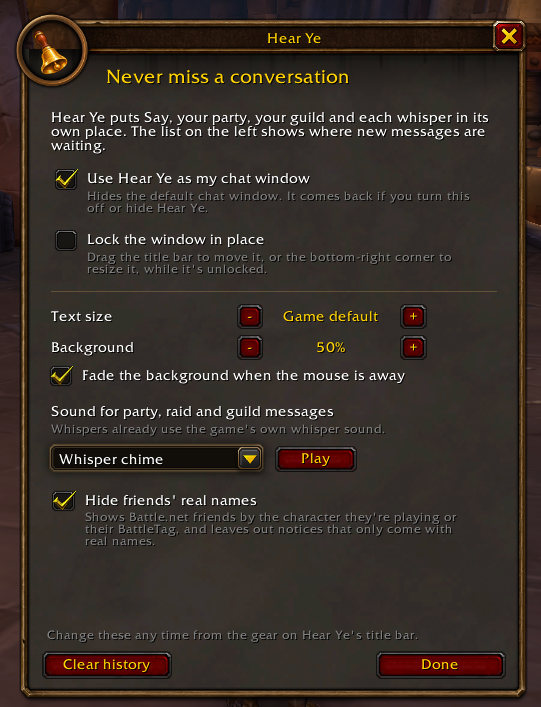 Hear Ye
Never miss a conversation
Hear Ye puts Say, your party, your guild and each whisper in its
own place. The list on the left shows where new messages are
waiting.
Use Hear Ye as my chat window
Hides the default chat window. It comes back if you turn this
off or hide Hear Ye.
Lock the window in place
Drag the title bar to move it, or the bottom-right corner to
resize it, while it's unlocked.
Text size - Game default +
Background - 50% +
Fade the background when the mouse is away
Sound for party, raid and guild messages
Whispers already use the game's own whisper sound.
Whisper chime Play
Hide friends' real names
Shows Battle.net friends by the character they're playing or
their BattleTag, and leaves out notices that only come with
real names.
Change these any time from the gear on Hear Ye's title bar.
Clear history Done